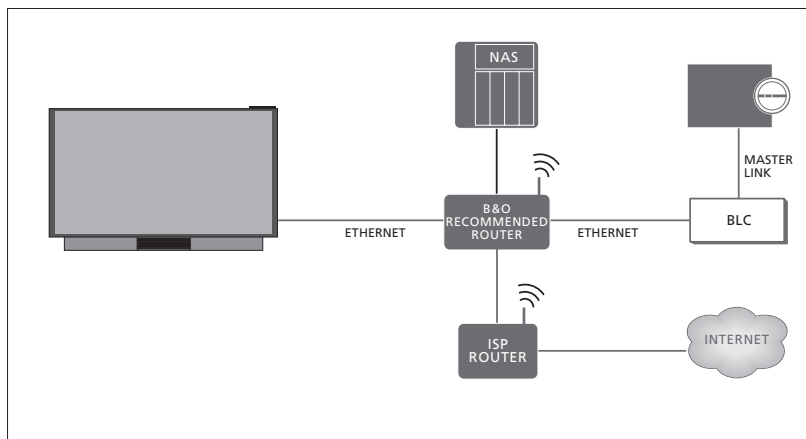 NAS
MASTER
LINK
B&O
RECOMMENDED
ROUTER
ETHERNET
ETHERNET
BLC
ISP
ROUTER
INTERNET